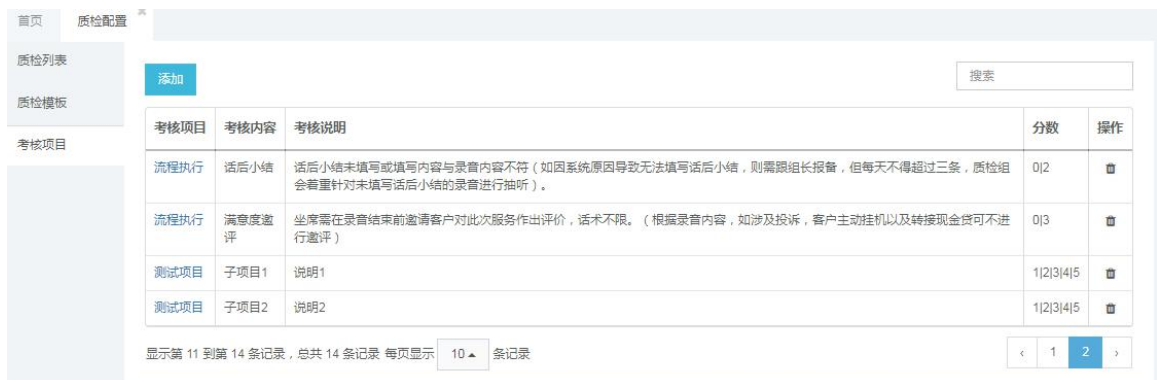 首页 质检配置
质检列表
添加 搜索
质检模板
考核项目 考核内容 考核说明 分数 操作
考核项目
流程执行 话后小结 话后小结未填写或填写内容与录音内容不符（如因系统原因导致无法填写话后小结，则需跟组长报备，但每天不得超过三条，质检组 0|2
会着重针对未填写话后小结的录音进行抽听）。
流程执行 满意度邀 坐席需在录音结束前邀请客户对此次服务作出评价，话术不限。（根据录音内容，如涉及投诉，客户主动挂机以及转接现金贷可不进 0|3
评 行邀评）
测试项目 子项目1 说明1 1|2|3|4|5
测试项目 子项目2 说明2 1|2|3|4|5
显示第 11 到第 14 条记录，总共 14 条记录 每页显示 10 条记录 ‹ 1 2 ›